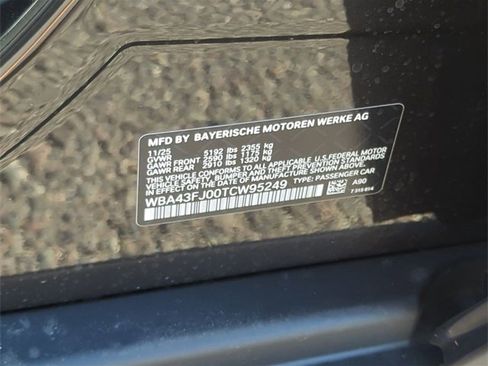 MFD BY BAYERISCHE MOTOREN WERKE AG
11/25
GVWR 5192 lbs 2355 kg
GAWR FRONT 2590 lbs 1175 kg
GAWR REAR 2910 lbs 1320 kg
THIS VEHICLE CONFORMS TO ALL APPLICABLE U.S. FEDERAL MOTOR
VEHICLE SAFETY, BUMPER AND THEFT PREVENTION STANDARDS
IN EFFECT ON THE DATE OF MANUFACTURE SHOWN ABOVE
WBA43FJ00TCW95249 TYPE: PASSENGER CAR
A90